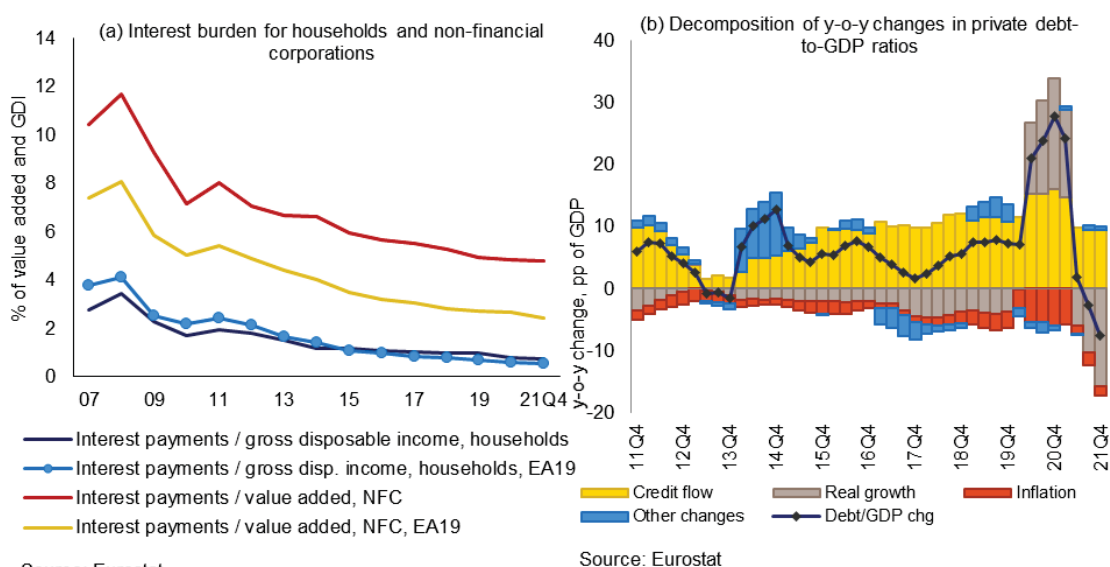 (a) Interest burden for households and non-financial
corporations
% of value added and GDI
14
12
10
8
6
4
2
0
07 09 11 13 15 17 19 21Q4
Interest payments / gross disposable income, households
Interest payments / gross disp. income, households, EA19
Interest payments / value added, NFC
Interest payments / value added, NFC, EA19
Source: Eurostat
(b) Decomposition of y-o-y changes in private debt-
to-GDP ratios
y-o-y change, pp of GDP
40
30
20
10
0
-10
-20
11Q4 12Q4 13Q4 14Q4 15Q4 16Q4 17Q4 18Q4 19Q4 20Q4 21Q4
Credit flow Real growth Inflation
Other changes Debt/GDP chg
Source: Eurostat